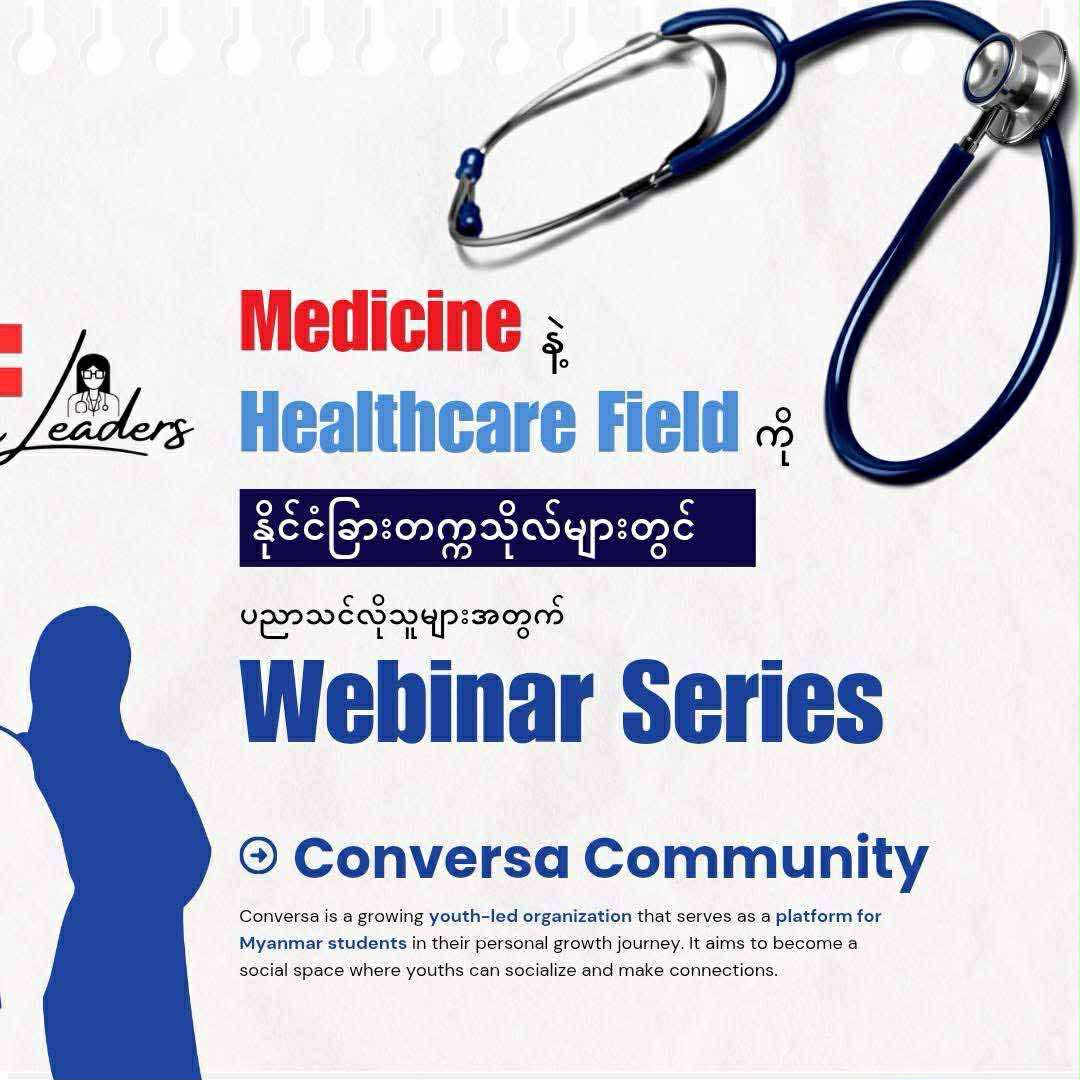 Medicine နဲ့
Leaders
Healthcare Field ကို
နိုင်ငံခြားတက္ကသိုလ်များတွင်
ပညာသင်လိုသူများအတွက်
Webinar Series
Conversa Community
Conversa is a growing youth-led organization that serves as a platform for
Myanmar students in their personal growth journey. It aims to become a
social space where youths can socialize and make connections.